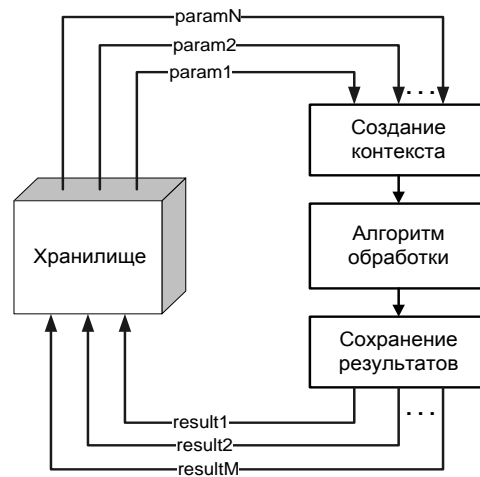 paramN
param2
param1
. . .
Создание
контекста
Хранилище
Алгоритм
обработки
Сохранение
результатов
result1
. . .
result2
resultM